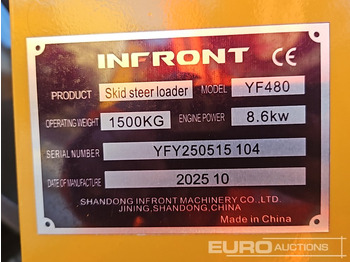 INFRONT CE
PRODUCT Skid steer loader MODEL YF480
OPERATING WEIGHT 1500KG ENGINE POWER 8.6kw
SERIAL NUMBER YFY250515 104
DATE OF MANUFACTURE 2025 10
SHANDONG INFRONT MACHINERY CO.,LTD.
JINING,SHANDONG,CHINA
Made in China
EURO AUCTIONS